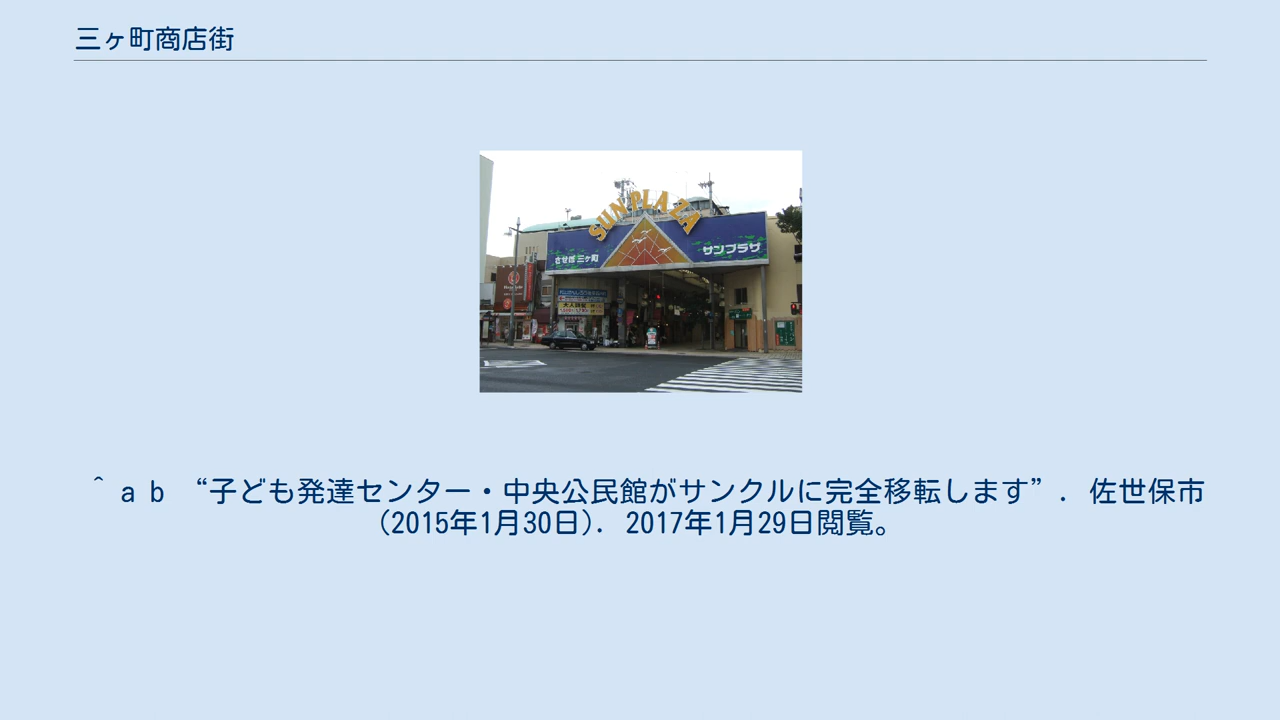 三ヶ町商店街
SUN PLAZA
させぼ 三ヶ町
サンプラザ
^ a b “子ども発達センター・中央公民館がサンクルに完全移転します”. 佐世保市
(2015年1月30日). 2017年1月29日閲覧。